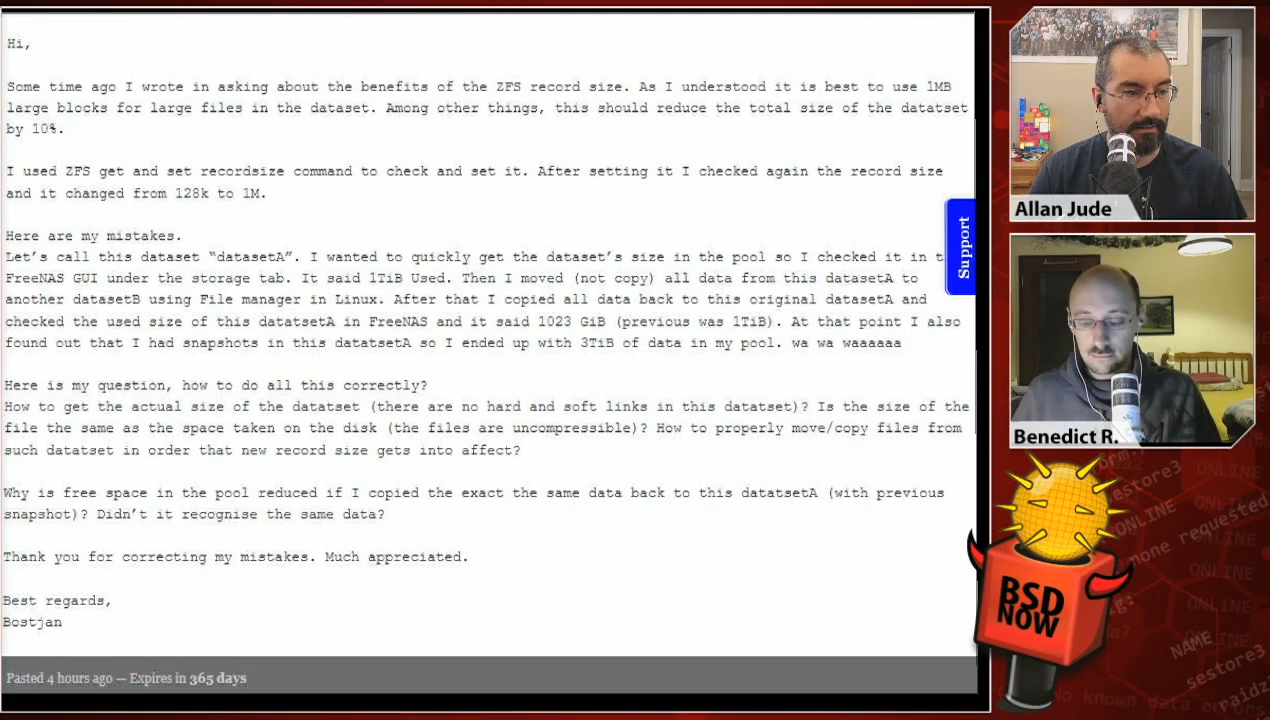 Hi,
Some time ago I wrote in asking about the benefits of the ZFS record size. As I understood it is best to use 1MB
large blocks for large files in the dataset. Among other things, this should reduce the total size of the datatset
by 10%.
I used ZFS get and set recordsize command to check and set it. After setting it I checked again the record size
and it changed from 128k to 1M.
Here are my mistakes.
Let's call this dataset “datasetA”. I wanted to quickly get the dataset's size in the pool so I checked it in t
FreeNAS GUI under the storage tab. It said 1TiB Used. Then I moved (not copy) all data from this datasetA to
another datasetB using File manager in Linux. After that I copied all data back to this original datasetA and
checked the used size of this datatsetA in FreeNAS and it said 1023 GiB (previous was 1TiB). At that point I also
found out that I had snapshots in this datatsetA so I ended up with 3TiB of data in my pool. wa wa waaaaaa
Here is my question, how to do all this correctly?
How to get the actual size of the datatset (there are no hard and soft links in this datatset)? Is the size of the
file the same as the space taken on the disk (the files are uncompressible)? How to properly move/copy files from
such datatset in order that new record size gets into affect?
Why is free space in the pool reduced if I copied the exact the same data back to this datatsetA (with previous
snapshot)? Didn't it recognise the same data?
Thank you for correcting my mistakes. Much appreciated.
Best regards,
Bostjan
Pasted 4 hours ago — Expires in 365 days
Support
Allan Jude
Benedict R.
BSD
NOW
ONLINE
sestore3
ONLINE
none requested
ONLINE
ONLINE
ONLINE
NAME
sestore3
raidz
No known data